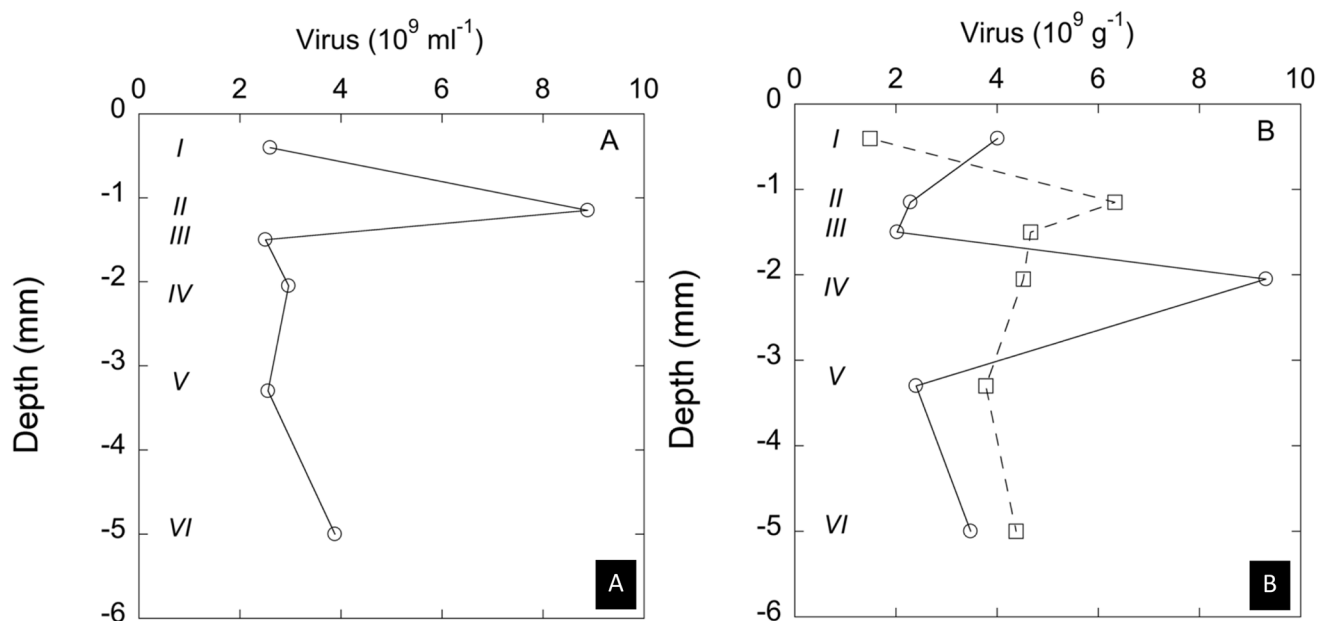 Virus (10⁹ ml⁻¹)
0 2 4 6 8 10
0
-1
-2
-3
-4
-5
-6
Depth (mm)
I
II
III
IV
V
VI
A
A
Virus (10⁹ g⁻¹)
0 2 4 6 8 10
0
-1
-2
-3
-4
-5
-6
Depth (mm)
I
II
III
IV
V
VI
B
B